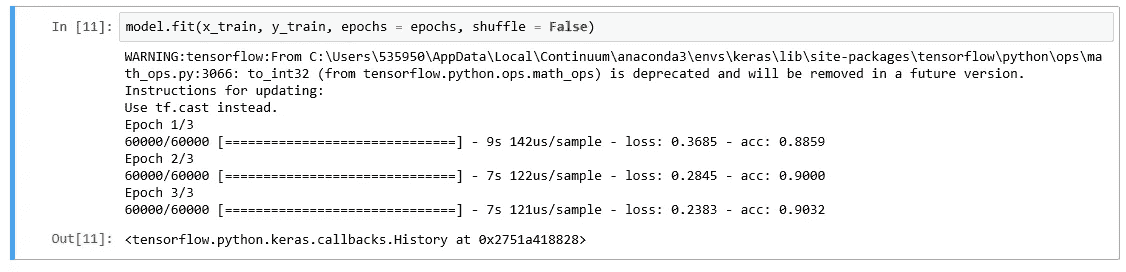 In [11]: model.fit(x_train, y_train, epochs = epochs, shuffle = False)
WARNING:tensorflow:From C:\Users\535950\AppData\Local\Continuum\anaconda3\envs\keras\lib\site-packages\tensorflow\python\ops\ma
th_ops.py:3066: to_int32 (from tensorflow.python.ops.math_ops) is deprecated and will be removed in a future version.
Instructions for updating:
Use tf.cast instead.
Epoch 1/3
60000/60000 [==============================] - 9s 142us/sample - loss: 0.3685 - acc: 0.8859
Epoch 2/3
60000/60000 [==============================] - 7s 122us/sample - loss: 0.2845 - acc: 0.9000
Epoch 3/3
60000/60000 [==============================] - 7s 121us/sample - loss: 0.2383 - acc: 0.9032
Out[11]: <tensorflow.python.keras.callbacks.History at 0x2751a418828>